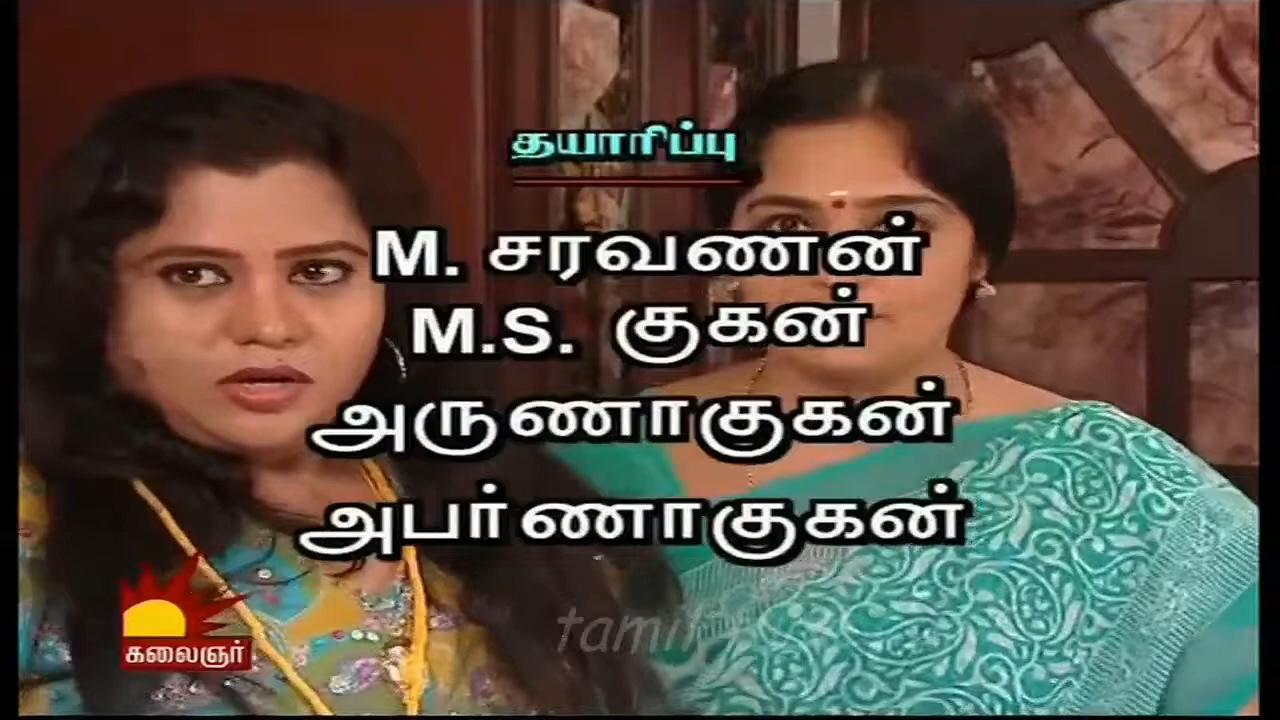 தயாரிப்பு
M. சரவணன்
M.S. குகன்
அருணாகுகன்
அபர்ணாகுகன்
கலைஞர்